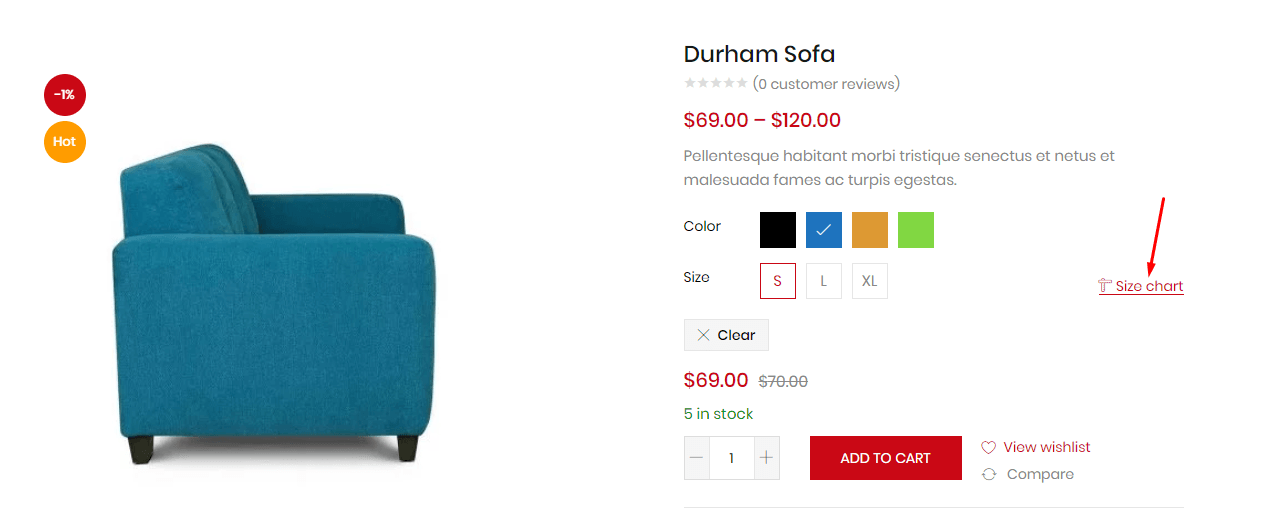 -1%
Hot
Durham Sofa
(0 customer reviews)
$69.00 – $120.00
Pellentesque habitant morbi tristique senectus et netus et
malesuada fames ac turpis egestas.
Color
Size
S
L
XL
Size chart
Clear
$69.00 $70.00
5 in stock
1
ADD TO CART
View wishlist
Compare